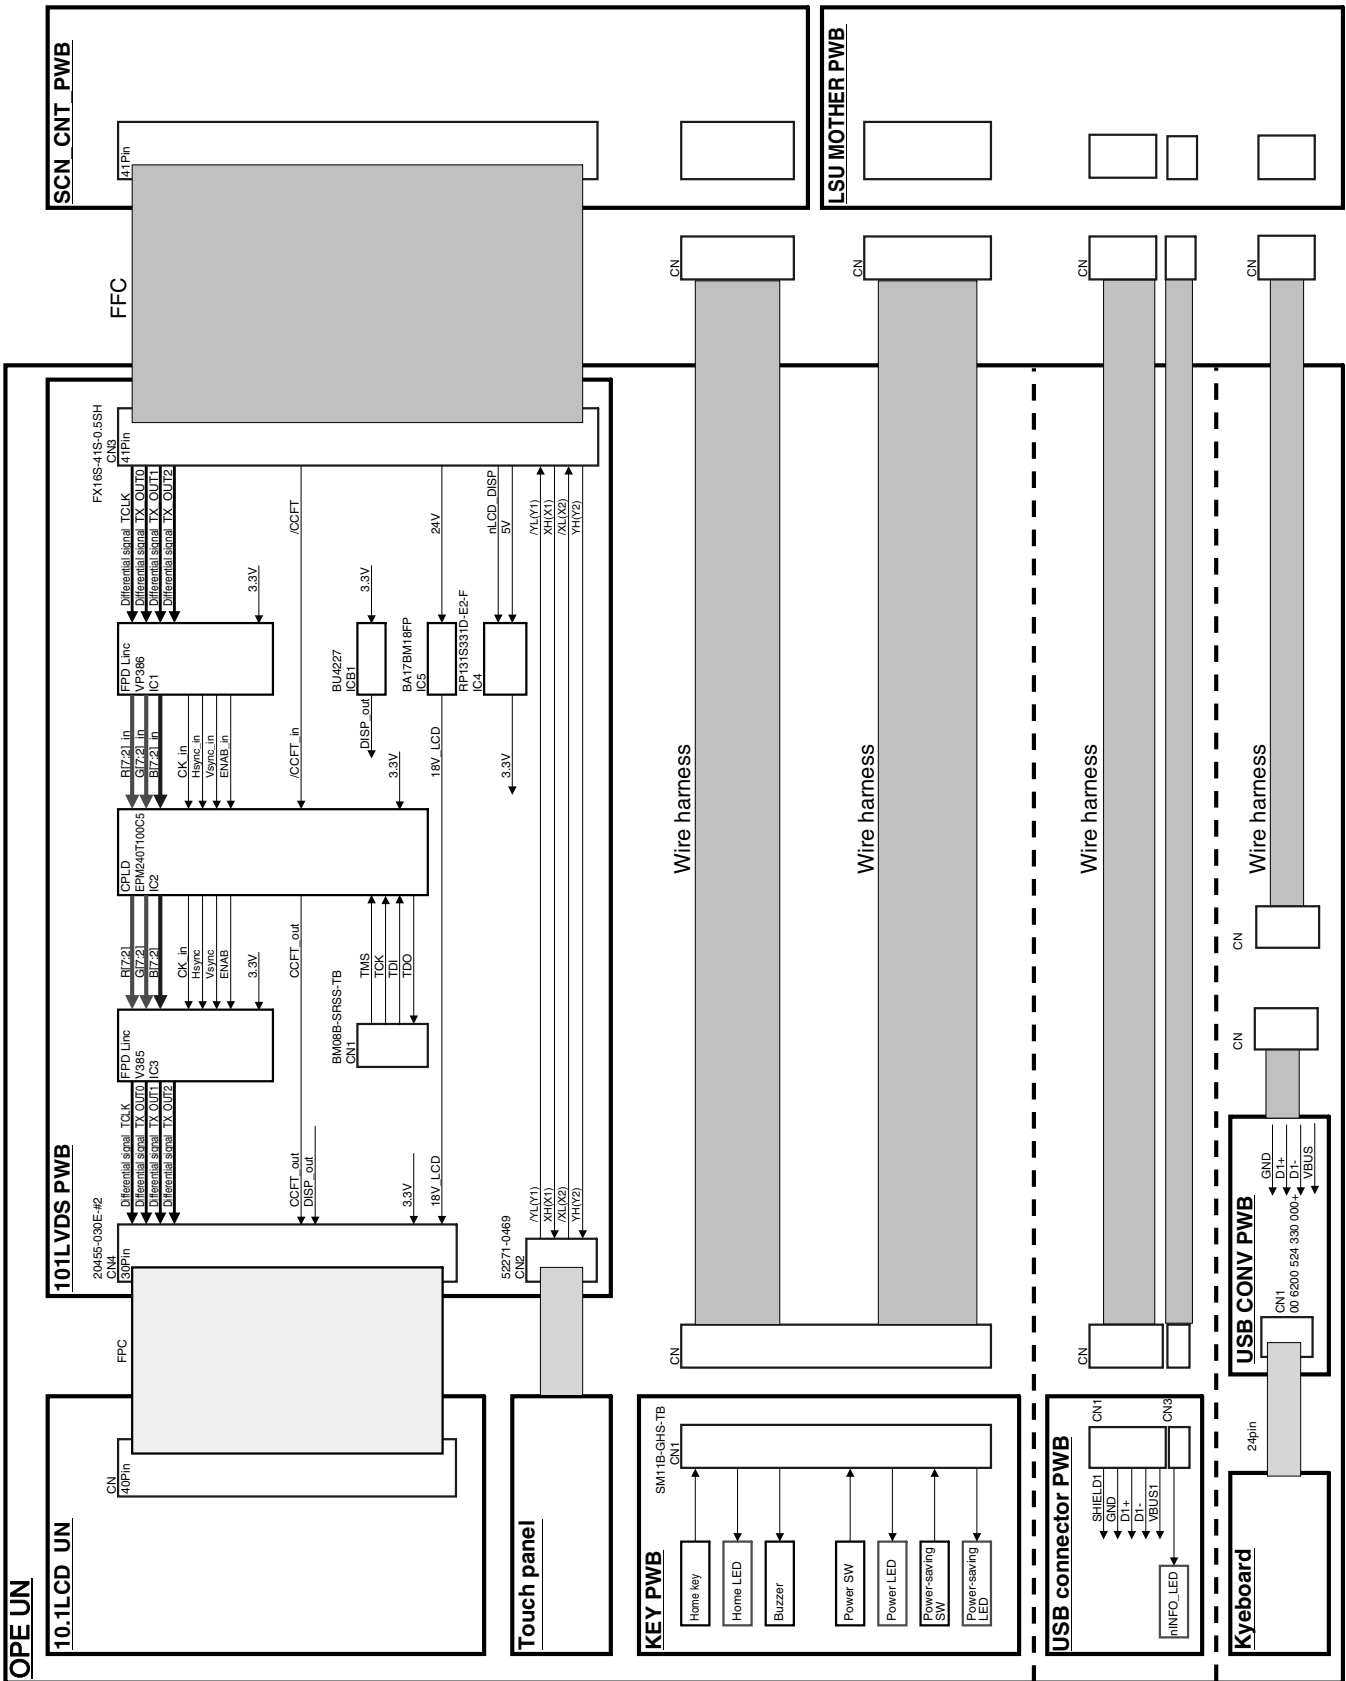 OPE UN
10.1LCD UN
CN
40Pin
FPC
101LVDS PWB
20455-030E-#2
CN4
30Pin
Differential signal TCLK
Differential signal TX OUT0
Differential signal TX OUT1
Differential signal TX OUT2
FPD Linc
V385
IC3
R[7:2]
G[7:2]
B[7:2]
CK_in
Hsync
Vsync
ENAB
3.3V
CPLD
EPM240T100C5
IC2
R[7:2]_in
G[7:2]_in
B[7:2]_in
CK_in
Hsync_in
Vsync_in
ENAB_in
FPD Linc
VP386
IC1
3.3V
Differential signal TCLK
Differential signal TX OUT0
Differential signal TX OUT1
Differential signal TX OUT2
FX16S-41S-0.5SH
CN3
41Pin
FFC
SCN_CNT_PWB
41Pin
CCFT_out
DISP_out
3.3V
18V_LCD
CCFT_out
BM08B-SRSS-TB
CN1
TMS
TCK
TDI
TDO
/CCFT_in
3.3V
18V_LCD
DISP_out
BU4227
ICB1
3.3V
BA17BM18FP
IC5
RP131S331D-E2-F
IC4
3.3V
/CCFT
24V
nLCD_DISP
5V
Touch panel
52271-0469
CN2
/YL(Y1)
XH(X1)
/XL(X2)
YH(Y2)
/YL(Y1)
XH(X1)
/XL(X2)
YH(Y2)
KEY PWB
SM11B-GHS-TB
CN1
Home key
Home LED
Buzzer
Power SW
Power LED
Power-saving
SW
Power-saving
LED
CN
Wire harness
CN
Wire harness
CN
LSU MOTHER PWB
USB connector PWB
CN1
SHIELD1
GND
D1+
D1-
VBUS1
CN3
nINFO_LED
CN
Wire harness
CN
Kyeboard
24pin
USB CONV PWB
CN1
00 6200 524 330 000+
GND
D1+
D1-
VBUS
CN
CN
Wire harness
CN